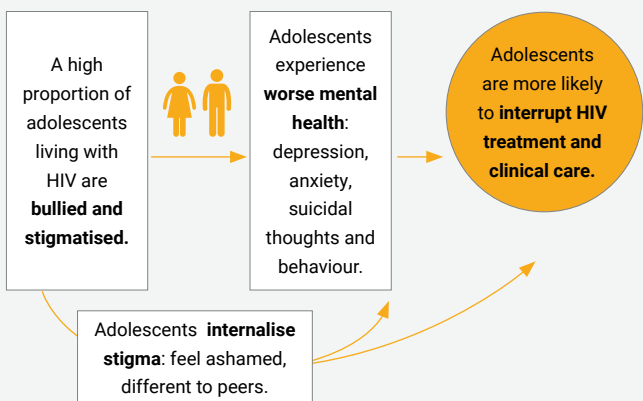 A high
proportion of
adolescents
living with
HIV are
bullied and
stigmatised.
Adolescents
experience
worse mental
health:
depression,
anxiety,
suicidal
thoughts and
behaviour.
Adolescents
are more likely
to interrupt HIV
treatment and
clinical care.
Adolescents internalise
stigma: feel ashamed,
different to peers.